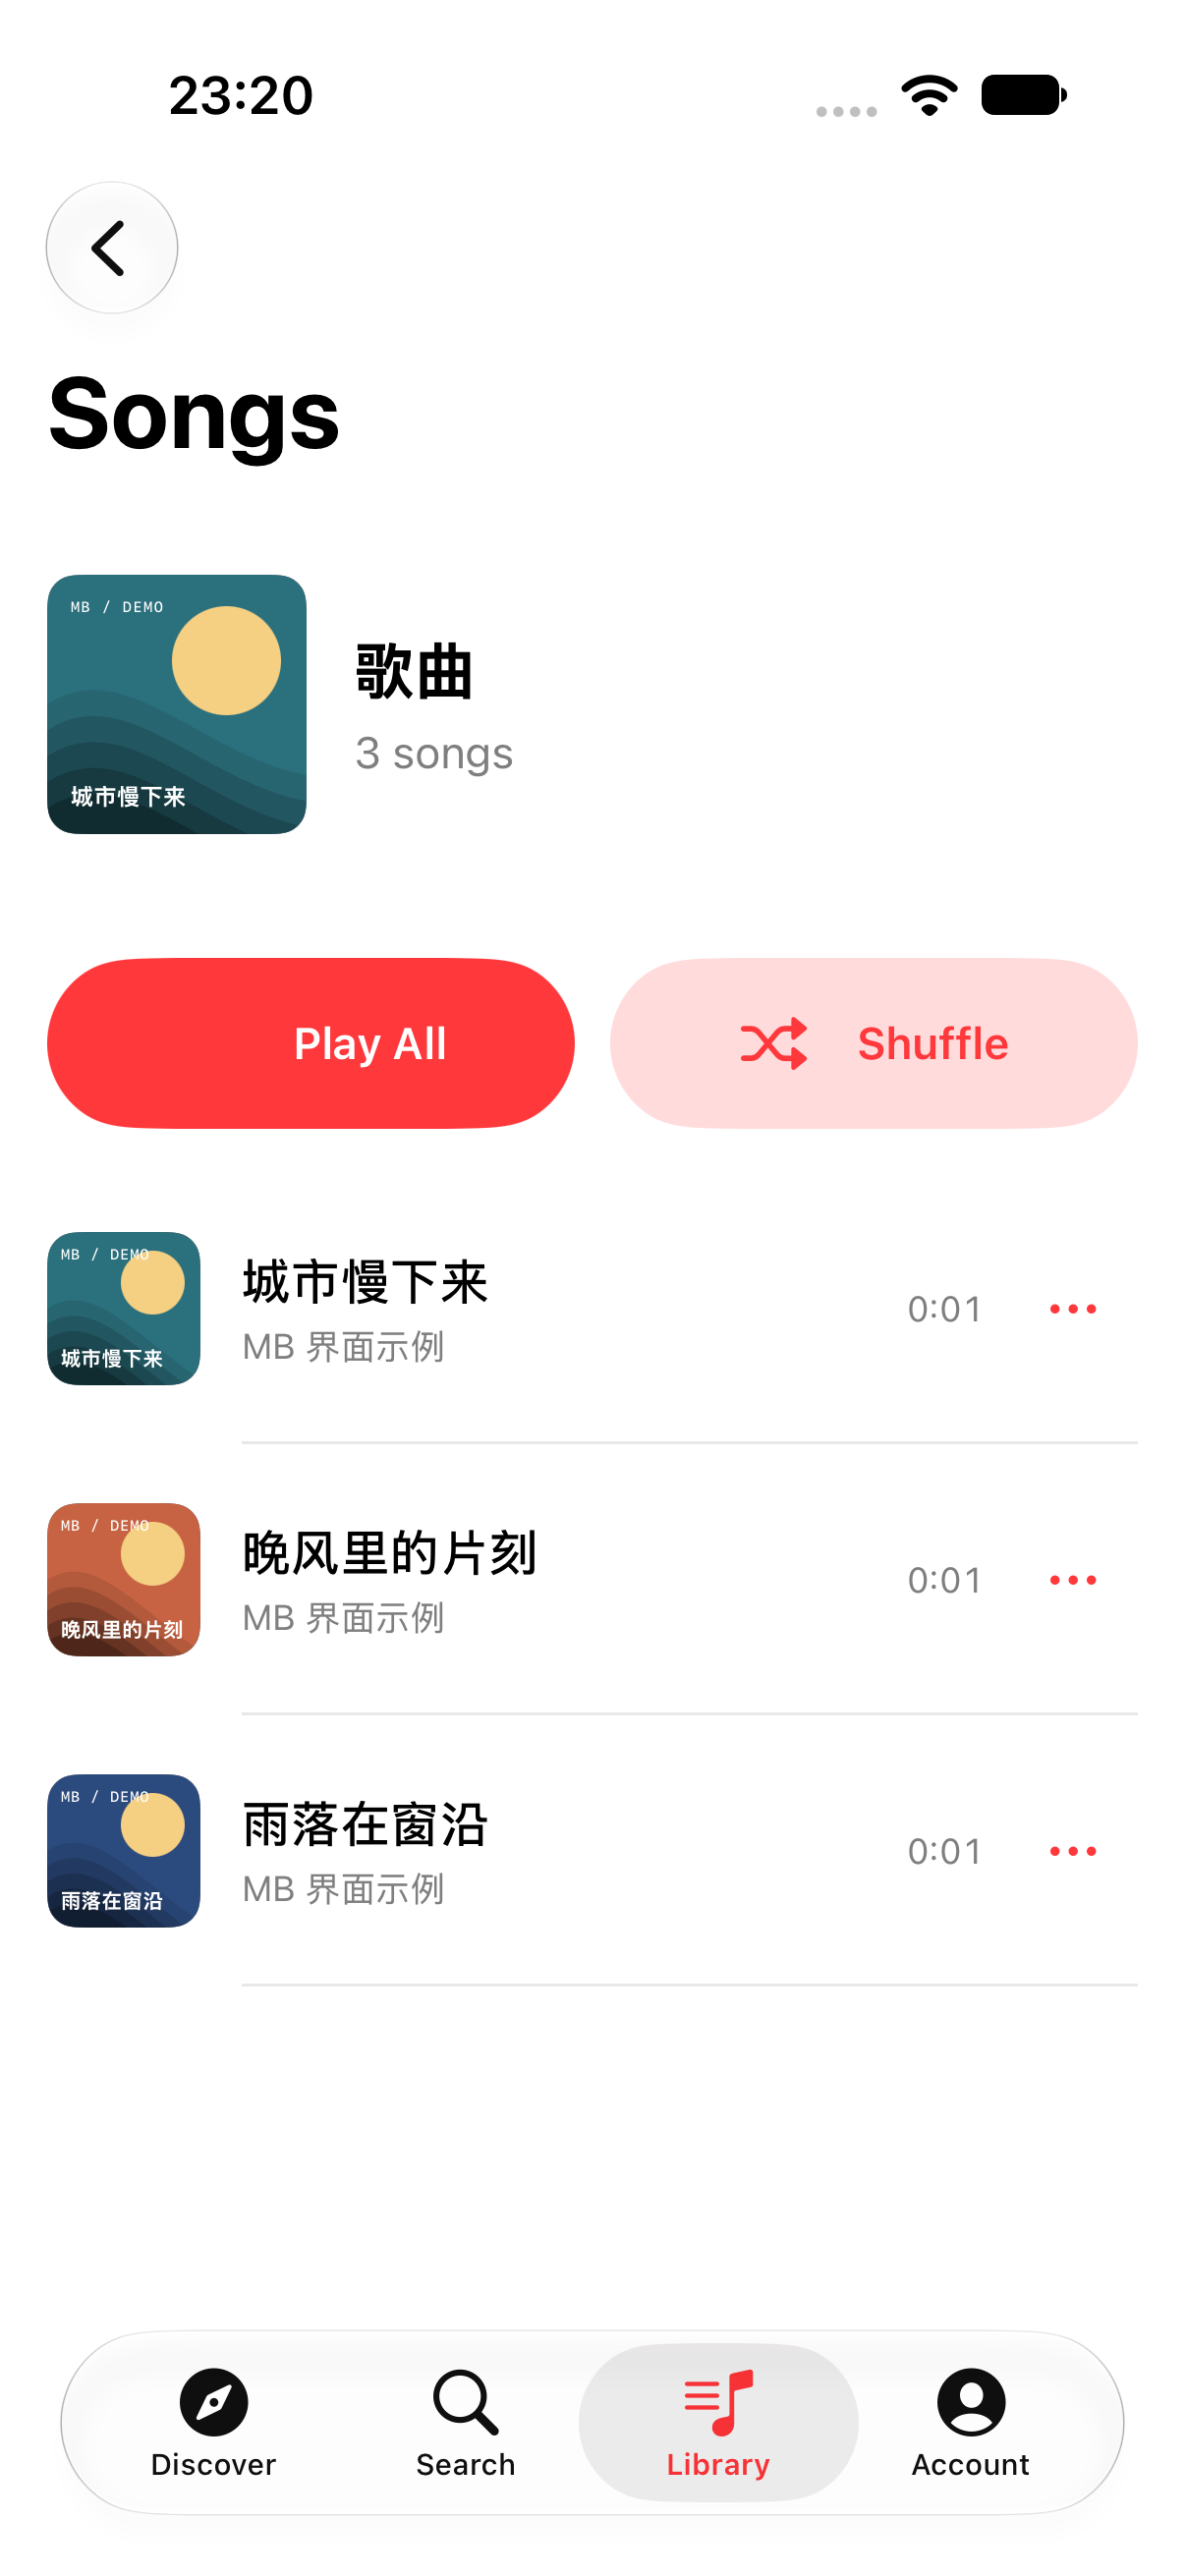 23:20
Songs
MB / DEMO
城市慢下来
歌曲
3 songs
Play All
Shuffle
MB / DEMO
城市慢下来
城市慢下来
MB 界面示例
0:01
MB / DEMO
晚风里的片刻
晚风里的片刻
MB 界面示例
0:01
MB / DEMO
雨落在窗沿
雨落在窗沿
MB 界面示例
0:01
Discover
Search
Library
Account